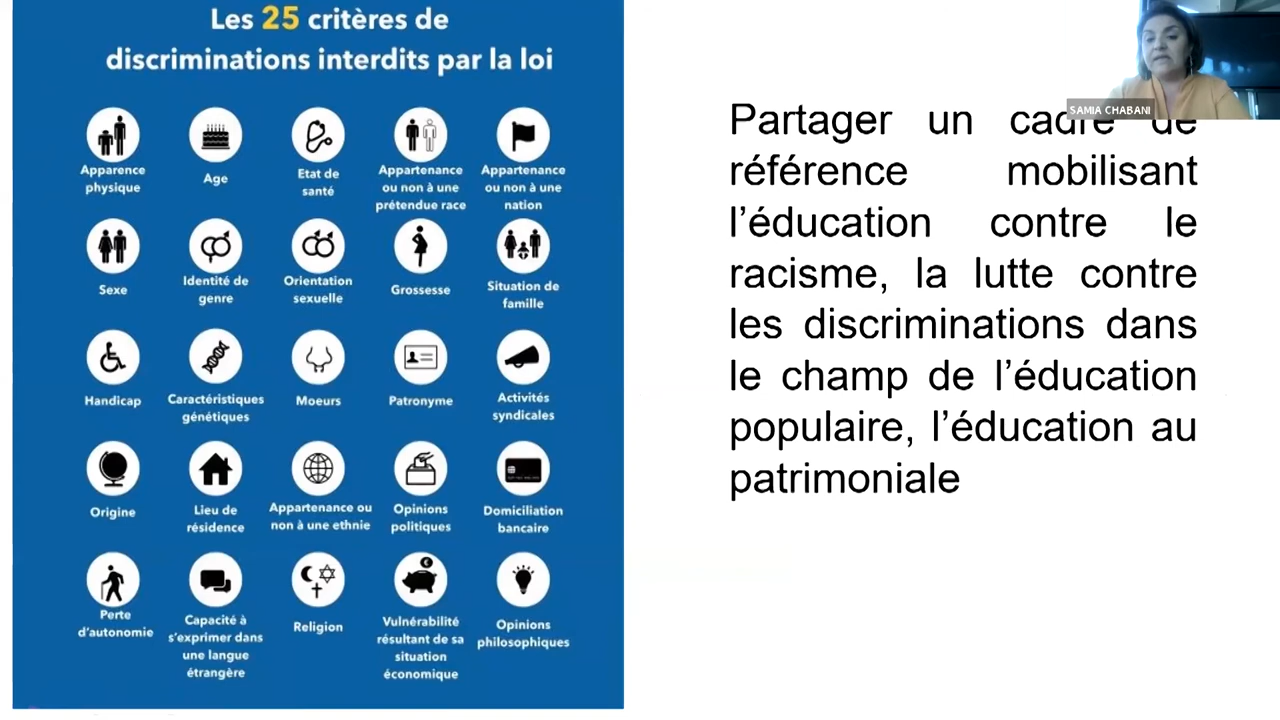 Les 25 critères de
discriminations interdits par la loi
Apparence
physique
Age
Etat de
santé
Appartenance
ou non à une
prétendue race
Appartenance
ou non à une
nation
Sexe
Identité de
genre
Orientation
sexuelle
Grossesse
Situation de
famille
Handicap
Caractéristiques
génétiques
Moeurs
Patronyme
Activités
syndicales
Origine
Lieu de
résidence
Appartenance ou
non à une ethnie
Opinions
politiques
Domiciliation
bancaire
Perte
d'autonomie
Capacité à
s'exprimer dans
une langue
étrangère
Religion
Vulnérabilité
résultant de sa
situation
économique
Opinions
philosophiques
SAMIA CHABANI
Partager un cadre de
référence mobilisant
l’éducation contre le
racisme, la lutte contre
les discriminations dans
le champ de l’éducation
populaire, l’éducation au
patrimoniale